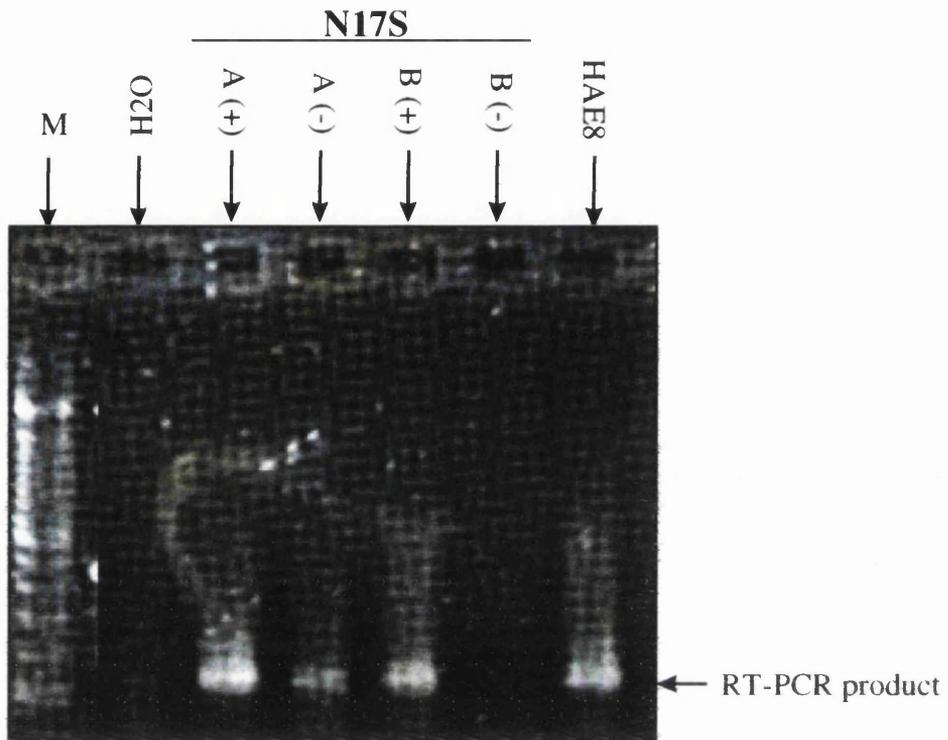 N17S
M
H2O
A (+)
A (-)
B (+)
B (-)
HAE8
RT-PCR product